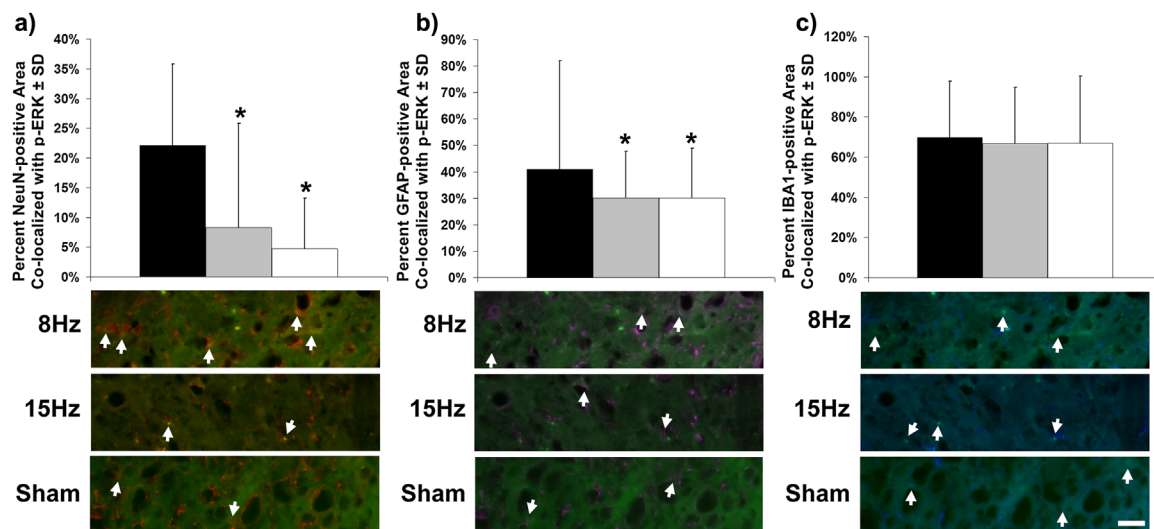 a)
Percent NeuN-positive Area
Co-localized with p-ERK ± SD
40%
35%
30%
25%
20%
15%
10%
5%
0%
*
*
8Hz
15Hz
Sham
b)
Percent GFAP-positive Area
Co-localized with p-ERK ± SD
90%
80%
70%
60%
50%
40%
30%
20%
10%
0%
*
*
8Hz
15Hz
Sham
c)
Percent IBA1-positive Area
Co-localized with p-ERK ± SD
120%
100%
80%
60%
40%
20%
0%
8Hz
15Hz
Sham